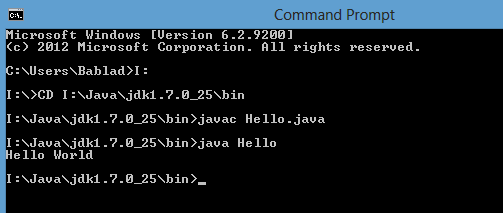 C:\.
Command Prompt
Microsoft Windows [Version 6.2.9200]
(c) 2012 Microsoft Corporation. All rights reserved.
C:\Users\Bablad>I:
I:\>CD I:\Java\jdk1.7.0_25\bin
I:\Java\jdk1.7.0_25\bin>javac Hello.java
I:\Java\jdk1.7.0_25\bin>java Hello
Hello World
I:\Java\jdk1.7.0_25\bin>_